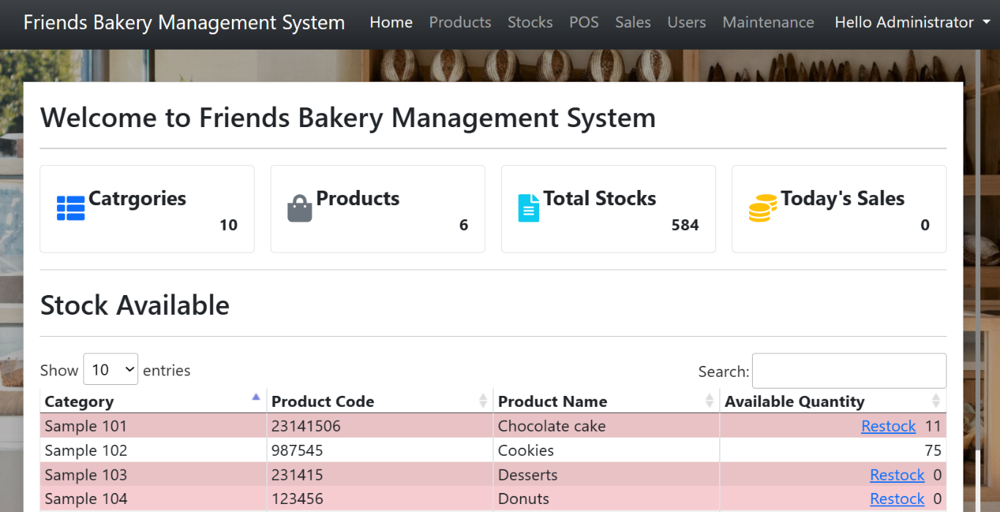 Friends Bakery Management System Home Products Stocks POS Sales Users Maintenance Hello Administrator
Welcome to Friends Bakery Management System
Catrgories
10
Products
6
Total Stocks
584
Today's Sales
0
Stock Available
Show 10 entries
Search:
Category Product Code Product Name Available Quantity
Sample 101 23141506 Chocolate cake Restock 11
Sample 102 987545 Cookies 75
Sample 103 231415 Desserts Restock 0
Sample 104 123456 Donuts Restock 0